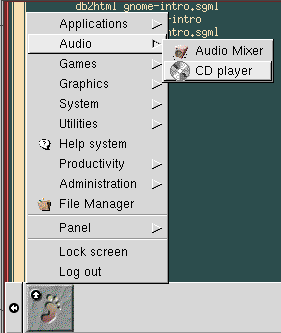 db2html gnome-intro.sgml
-intro
intro.sgml
Applications
Audio
Audio Mixer
CD player
Games
Graphics
System
Utilities
Help system
Productivity
Administration
File Manager
Panel
Lock screen
Log out